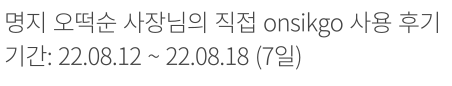 명지 오떡순 사장님의 직접 onsikgo 사용 후기
기간: 22.08.12 ~ 22.08.18 (7일)